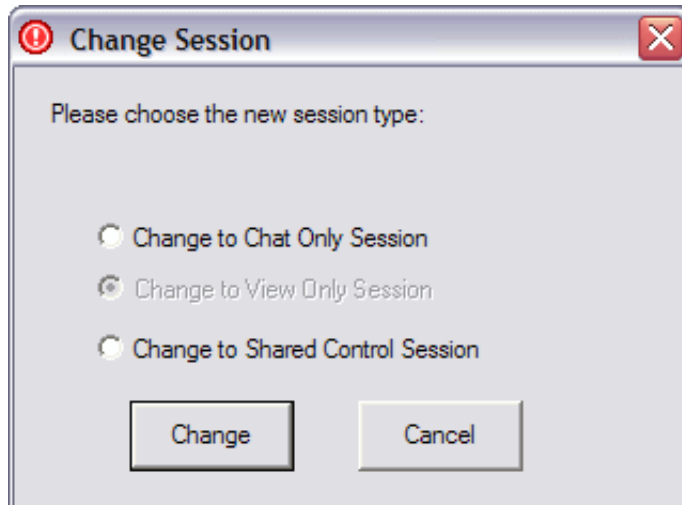 Change Session
Please choose the new session type:
Change to Chat Only Session
Change to View Only Session
Change to Shared Control Session
Change Cancel